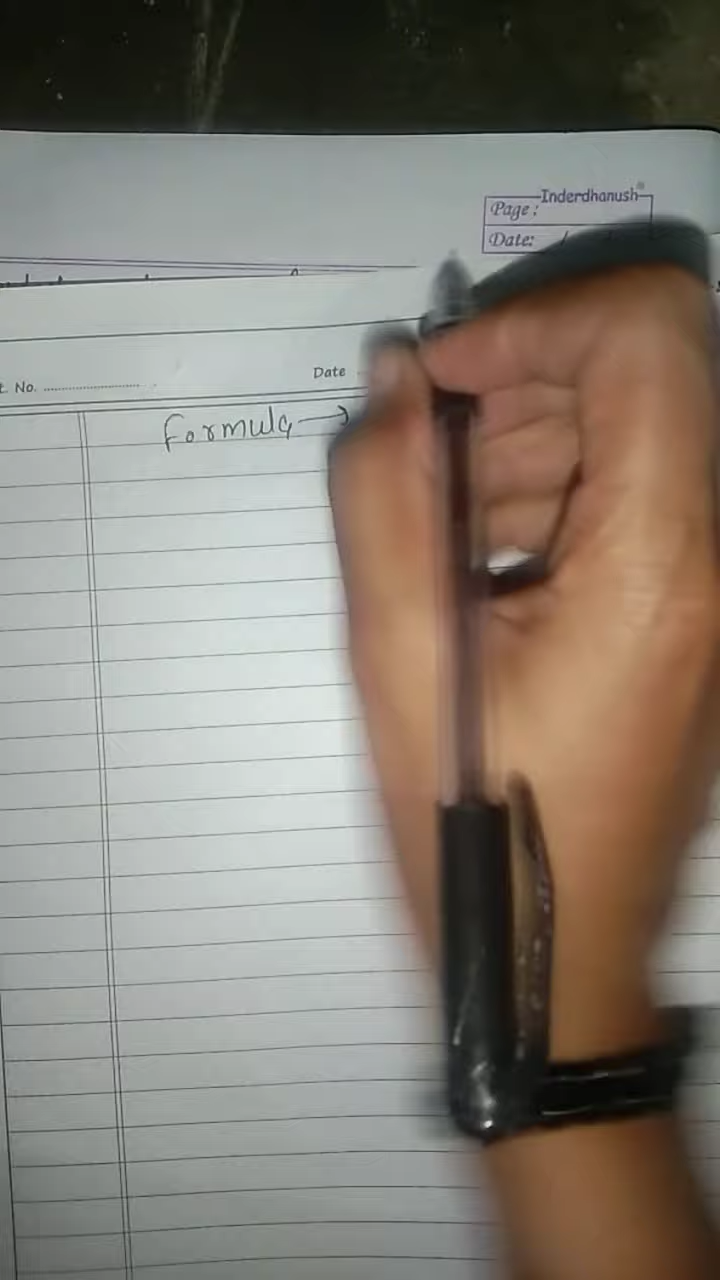 Inderdhanush®
Page :
Date: / /
t. No. ............................
Date
Formula →